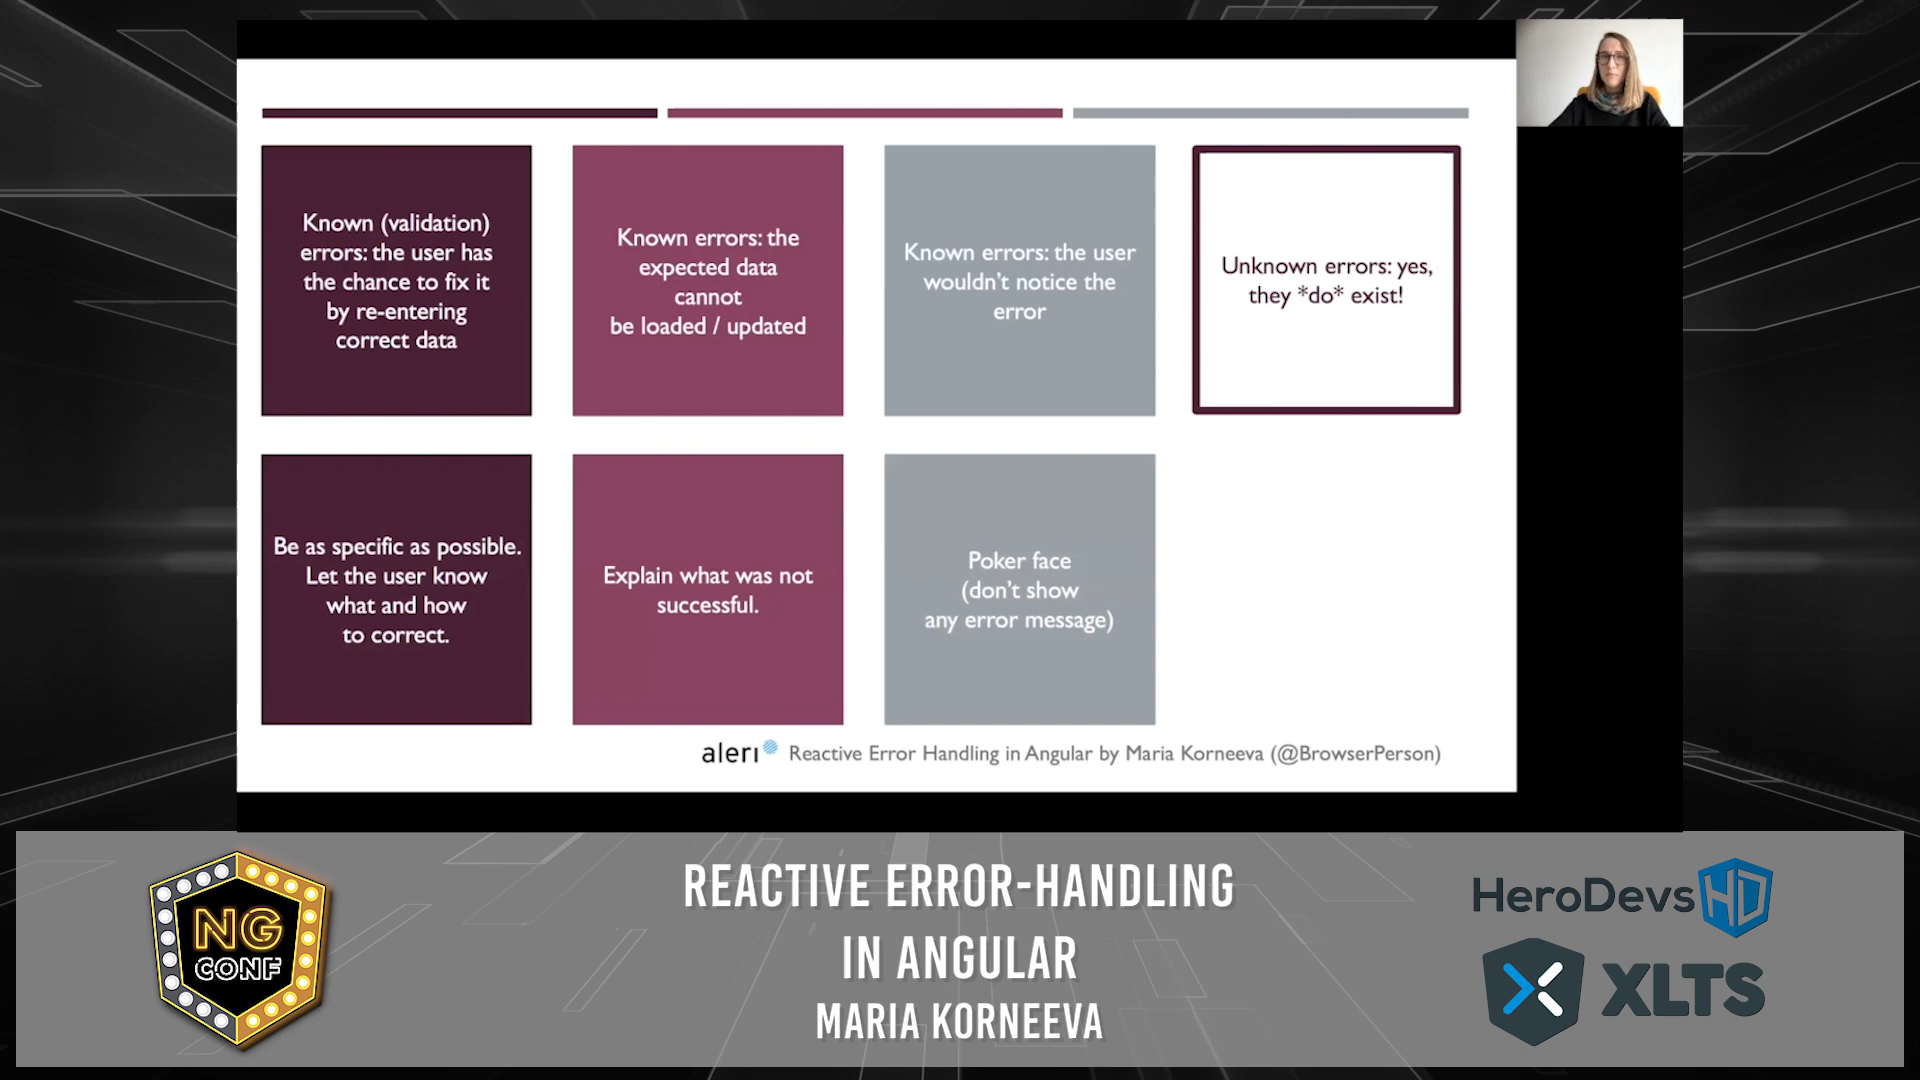 Known (validation)
errors: the user has
the chance to fix it
by re-entering
correct data
Known errors: the
expected data
cannot
be loaded / updated
Known errors: the user
wouldn't notice the
error
Unknown errors: yes,
they *do* exist!
Be as specific as possible.
Let the user know
what and how
to correct.
Explain what was not
successful.
Poker face
(don't show
any error message)
aleri Reactive Error Handling in Angular by Maria Korneeva (@BrowserPerson)
NG
CONF
REACTIVE ERROR-HANDLING
IN ANGULAR
MARIA KORNEEVA
HeroDevs HD
XLTS